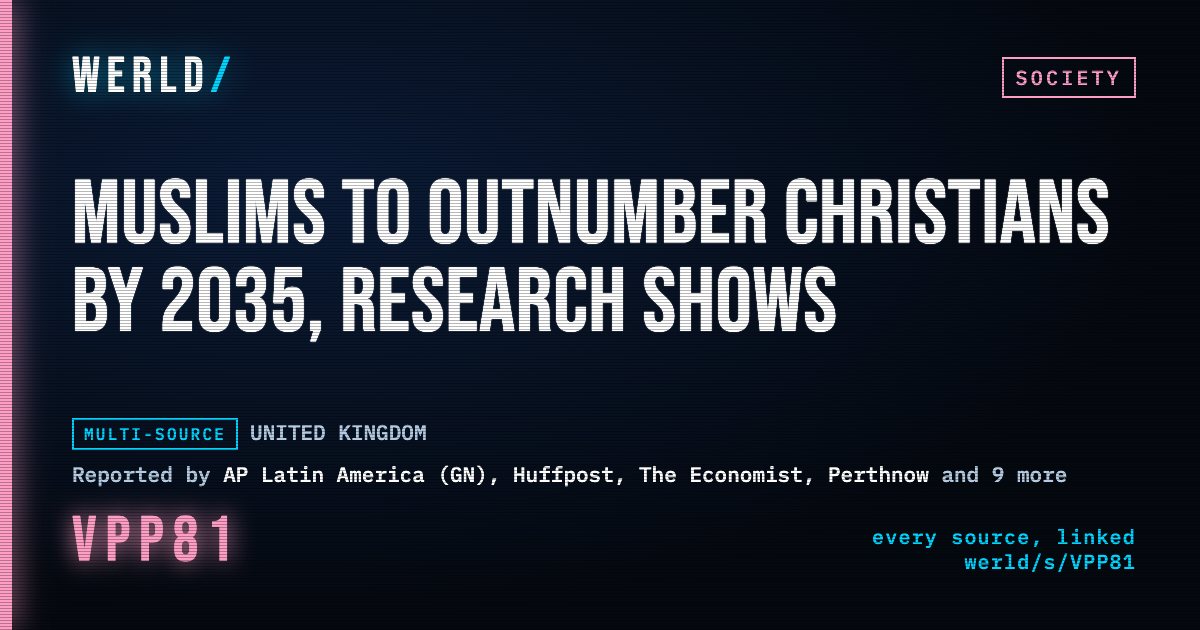 WERLD/
SOCIETY
MUSLIMS TO OUTNUMBER CHRISTIANS
BY 2035, RESEARCH SHOWS
MULTI-SOURCE UNITED KINGDOM
Reported by AP Latin America (GN), Huffpost, The Economist, Perthnow and 9 more
VPP81
every source, linked
werld/s/VPP81